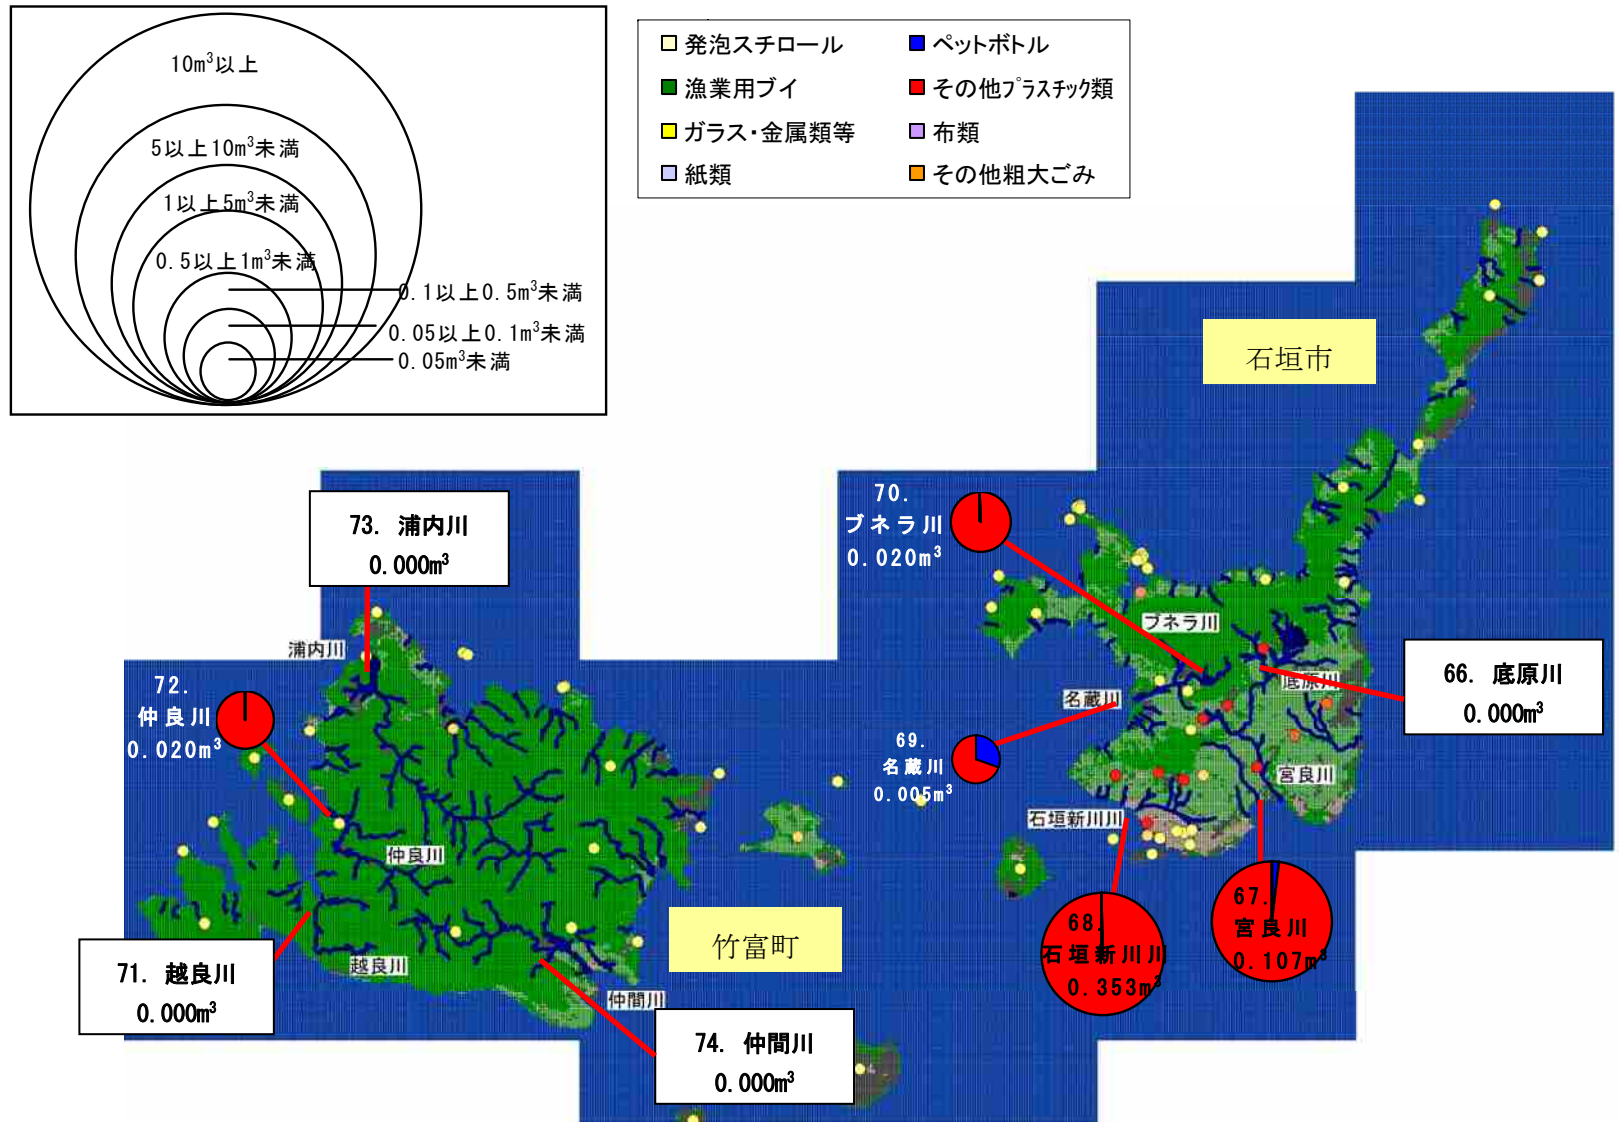 10m³以上
5以上10m³未満
1以上5m³未満
0.5以上1m³未満
0.1以上0.5m³未満
0.05以上0.1m³未満
0.05m³未満
発泡スチロール
ペットボトル
漁業用ブイ
その他プラスチック類
ガラス・金属類等
布類
紙類
その他粗大ごみ
石垣市
73. 浦内川
0.000m³
70.
ブネラ川
0.020m³
ブネラ川
浦内川
72.
仲良川
0.020m³
名蔵川
底原川
66. 底原川
0.000m³
69.
名蔵川
0.005m³
宮良川
石垣新川川
仲良川
67.
宮良川
0.107m³
68.
石垣新川川
0.353m³
竹富町
71. 越良川
0.000m³
越良川
仲間川
74. 仲間川
0.000m³